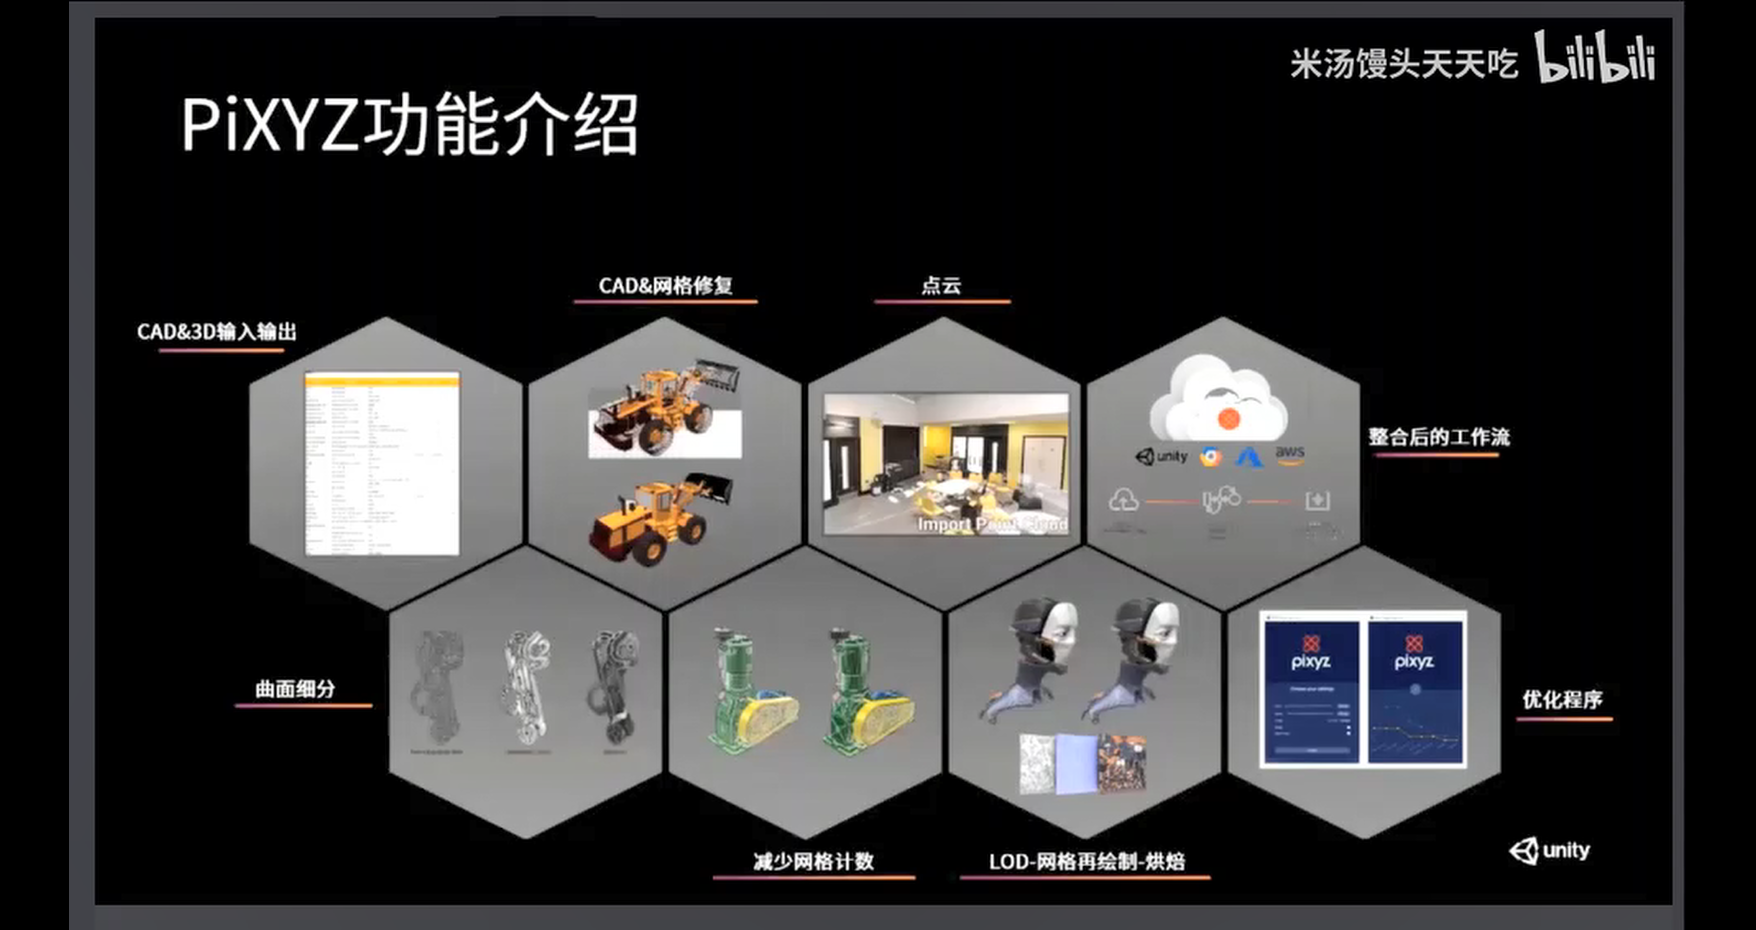 米汤馒头天天吃 bilibili
PiXYZ功能介绍
CAD&网格修复
点云
CAD&3D输入输出
整合后的工作流
unity
aws
Import Point Cloud
曲面细分
pixyz
pixyz
优化程序
减少网格计数
LOD-网格再绘制-烘焙
unity